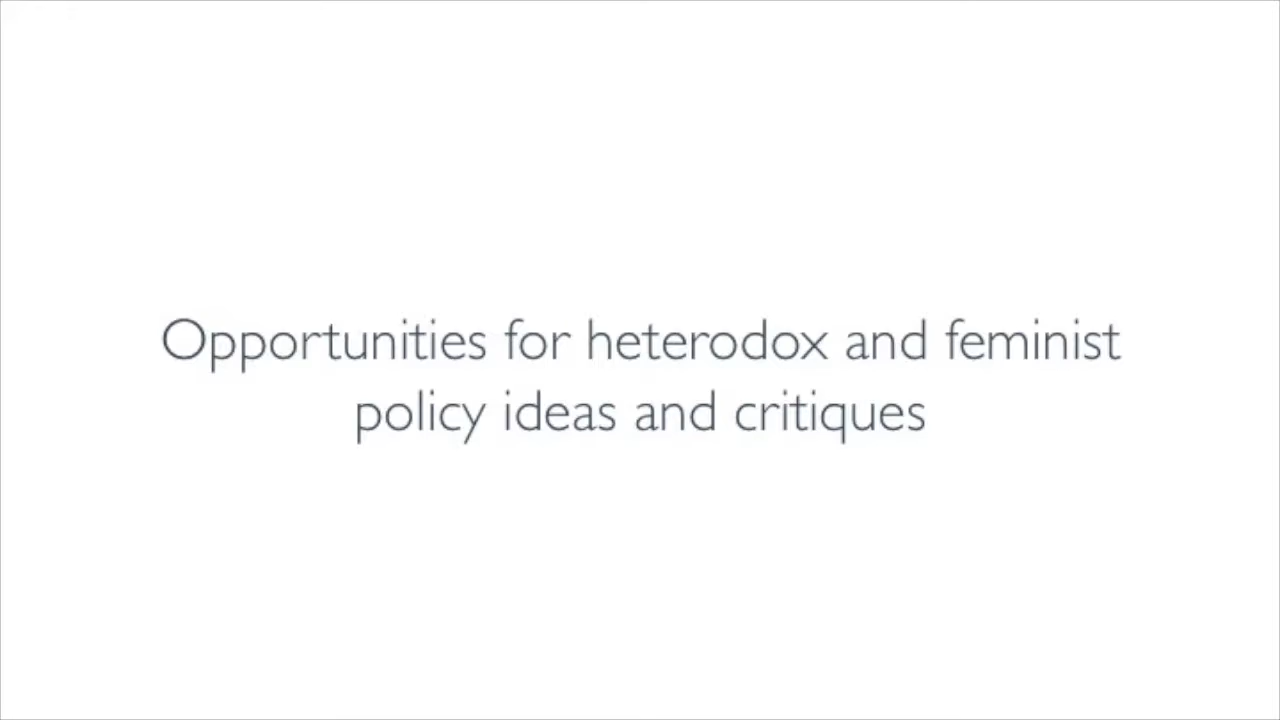 Opportunities for heterodox and feminist
policy ideas and critiques